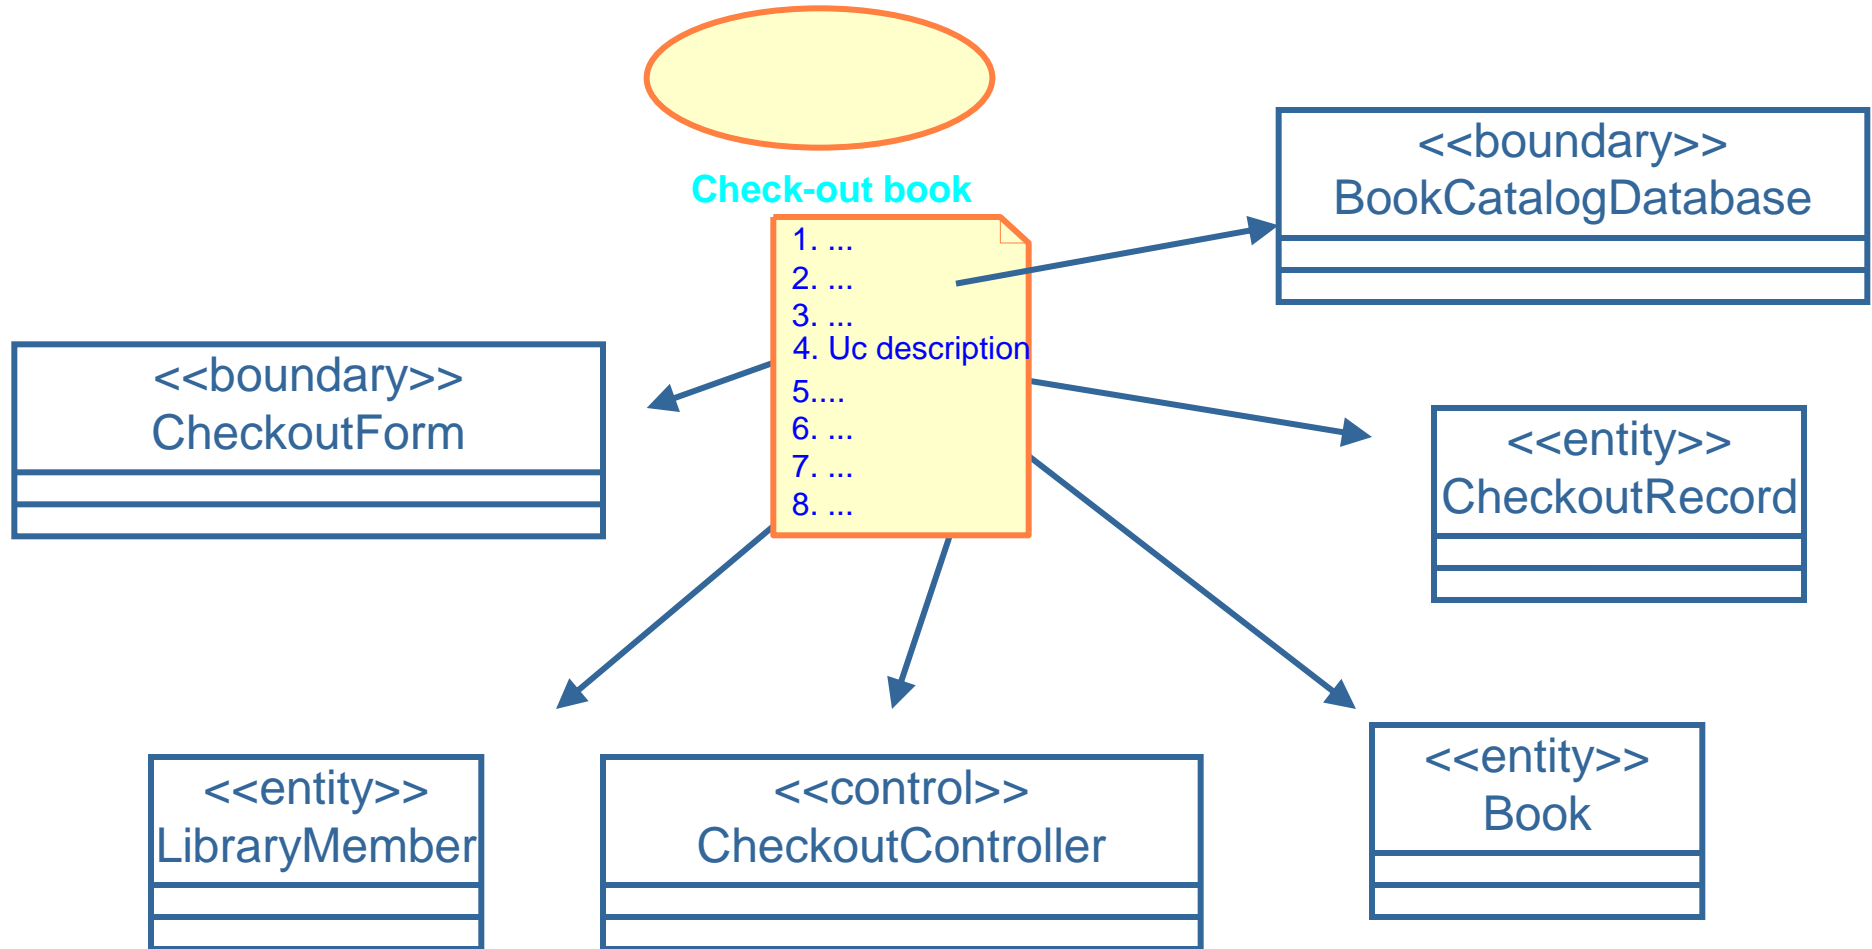 Check-out book
1. ...
2. ...
3. ...
4. Uc description
5....
6. ...
7. ...
8. ...
<<boundary>>
BookCatalogDatabase
<<boundary>>
CheckoutForm
<<entity>>
CheckoutRecord
<<entity>>
LibraryMember
<<control>>
CheckoutController
<<entity>>
Book